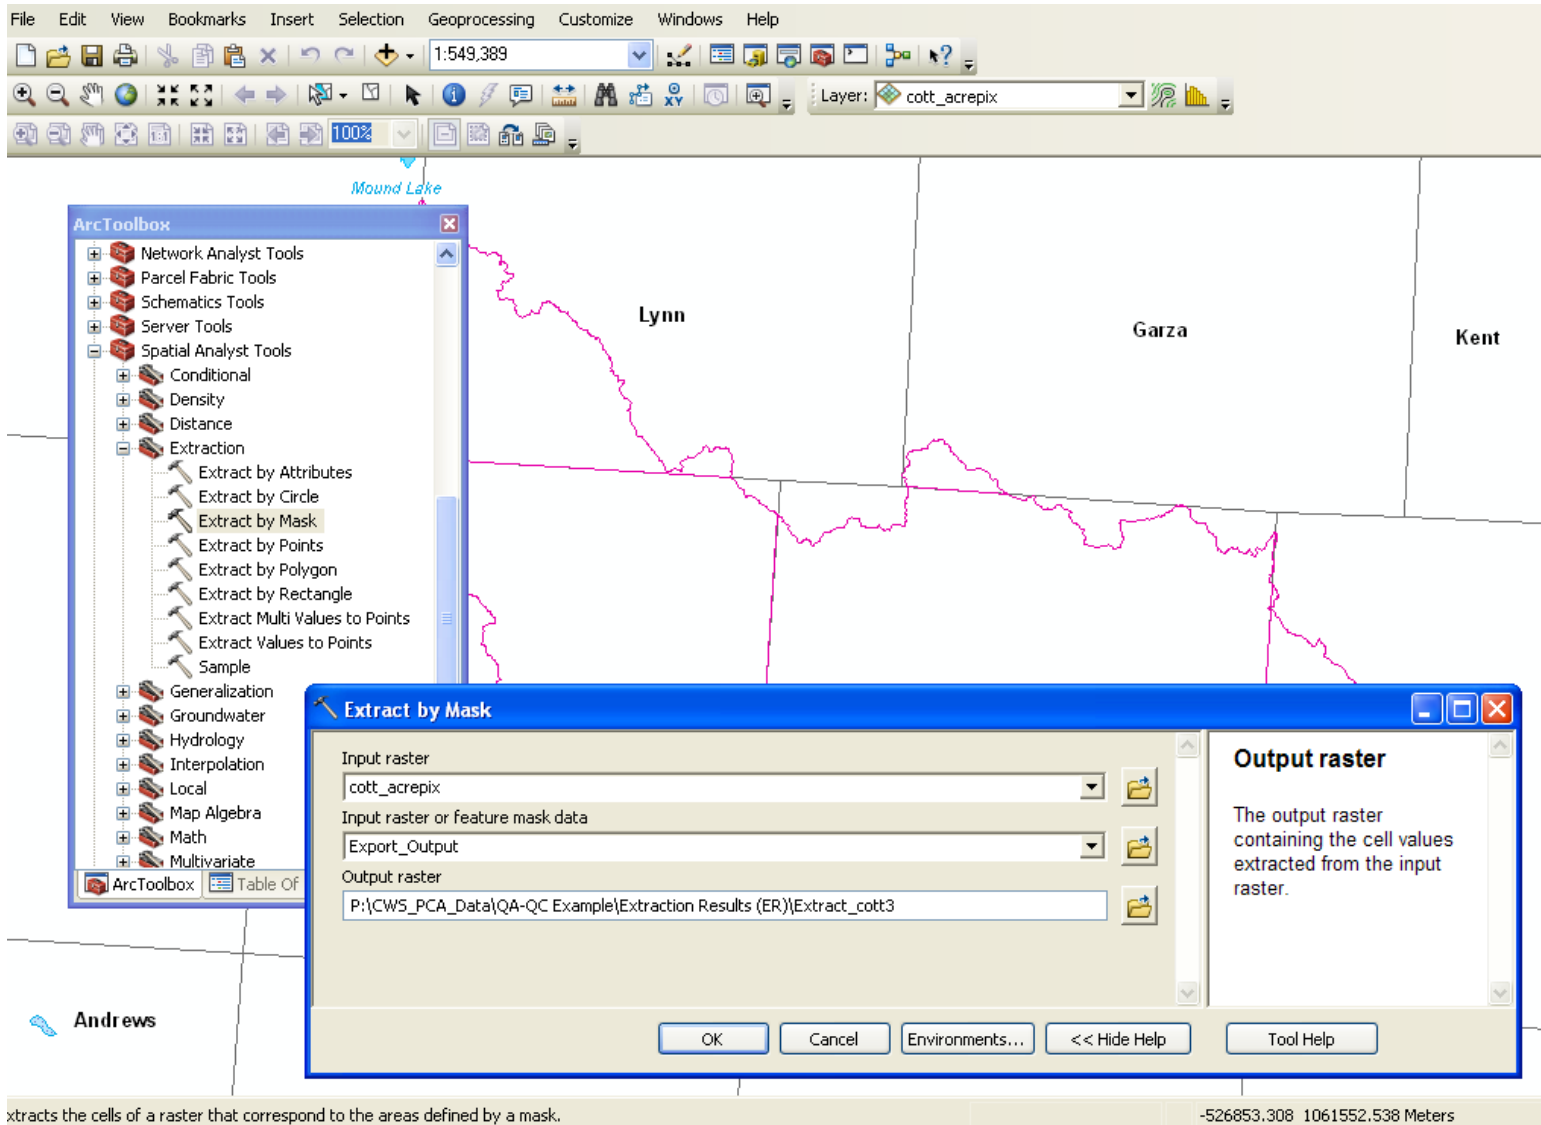 File Edit View Bookmarks Insert Selection Geoprocessing Customize Windows Help
1:549,389
Layer: cott_acrepix
1:1
100%
XY
Mound Lake
ArcToolbox
Network Analyst Tools
Parcel Fabric Tools
Schematics Tools
Server Tools
Spatial Analyst Tools
Conditional
Density
Distance
Extraction
Extract by Attributes
Extract by Circle
Extract by Mask
Extract by Points
Extract by Polygon
Extract by Rectangle
Extract Multi Values to Points
Extract Values to Points
Sample
Generalization
Groundwater
Hydrology
Interpolation
Local
Map Algebra
Math
Multivariate
ArcToolbox Table Of
Lynn
Garza
Kent
Andrews
Extract by Mask
Input raster
cott_acrepix
Input raster or feature mask data
Export_Output
Output raster
P:\CWS_PCA_Data\QA-QC Example\Extraction Results (ER)\Extract_cott3
Output raster
The output raster
containing the cell values
extracted from the input
raster.
OK Cancel Environments... << Hide Help Tool Help
xtracts the cells of a raster that correspond to the areas defined by a mask.
-526853.308 1061552.538 Meters